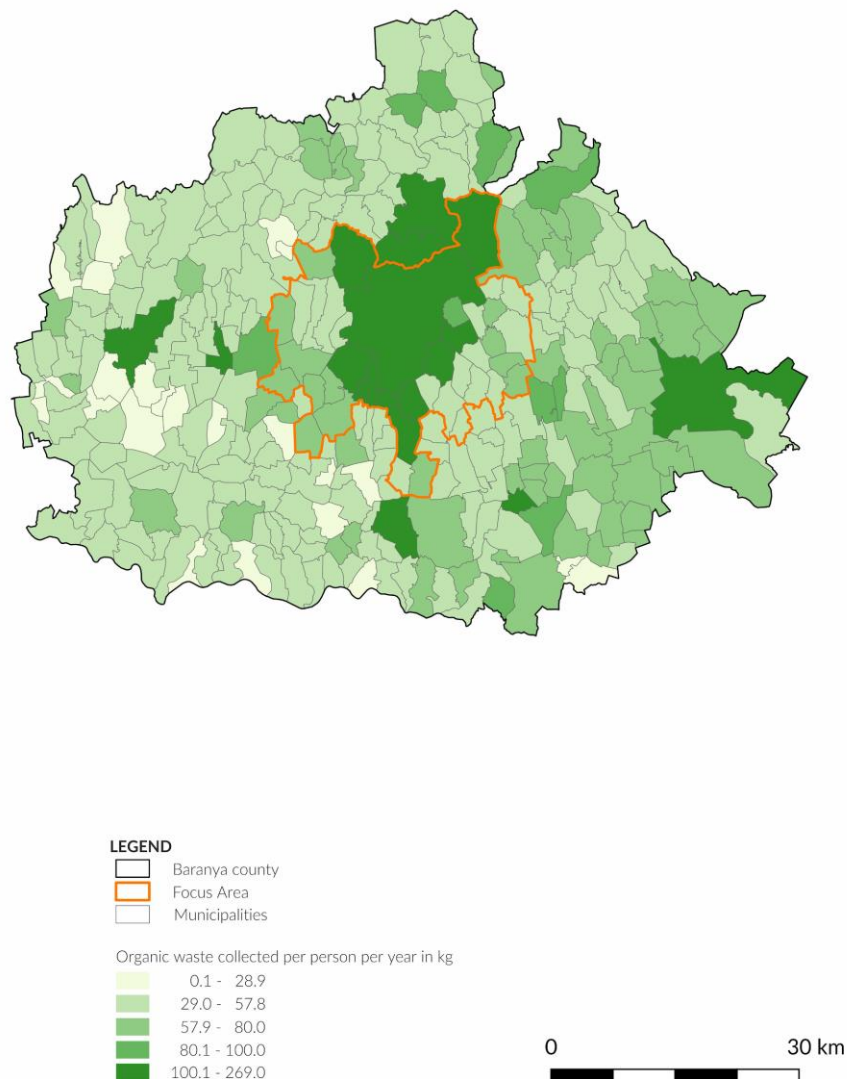 LEGEND
Baranya county
Focus Area
Municipalities
Organic waste collected per person per year in kg
0.1 - 28.9
29.0 - 57.8
57.9 - 80.0
80.1 - 100.0
100.1 - 269.0
0 30 km